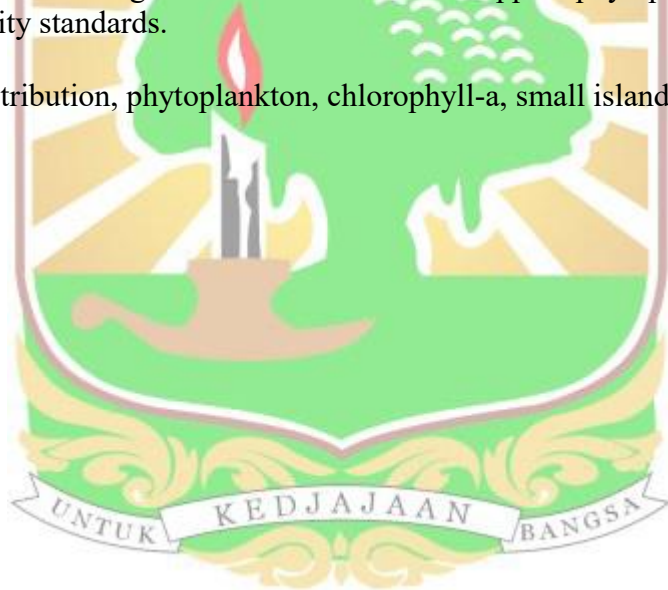 ity standards.
tribution, phytoplankton, chlorophyll-a, small island
UNTUK KEDJAJAAN BANGSA